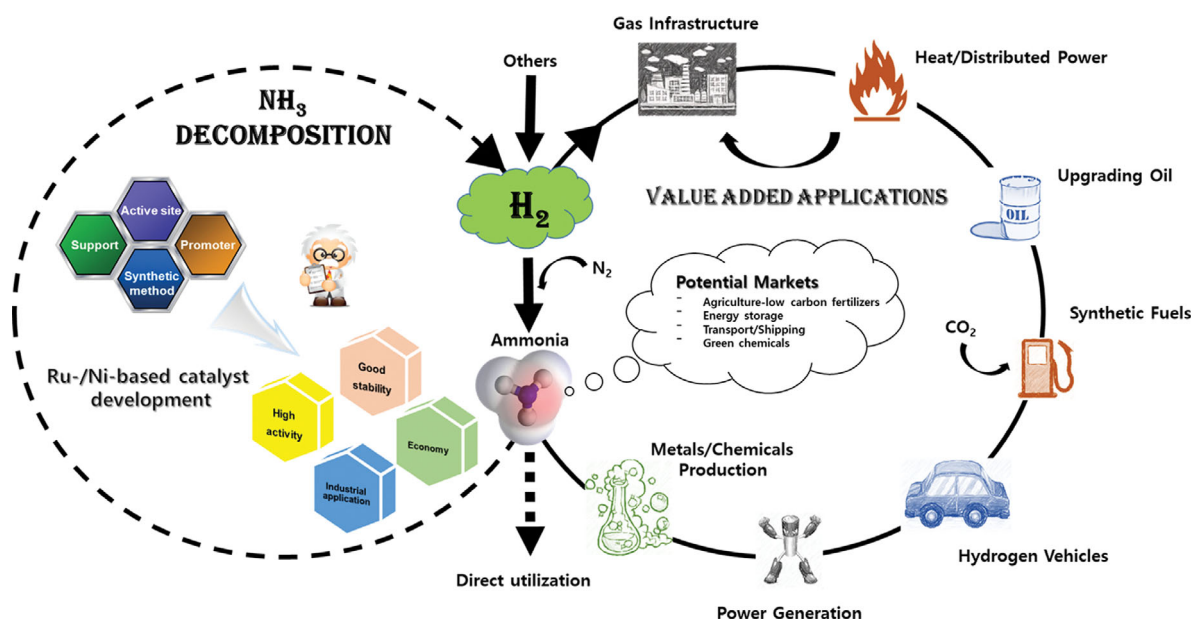 NH₃
DECOMPOSITION
Active site
Support
Promoter
Synthetic
method
Ru-/Ni-based catalyst
development
Good
stability
High
activity
Economy
Industrial
application
Others
H₂
N₂
Ammonia
Direct utilization
Gas Infrastructure
Heat/Distributed Power
VALUE ADDED APPLICATIONS
Upgrading Oil
OIL
Potential Markets
- Agriculture-low carbon fertilizers
- Energy storage
- Transport/Shipping
- Green chemicals
CO₂
Synthetic Fuels
Metals/Chemicals
Production
Hydrogen Vehicles
Power Generation